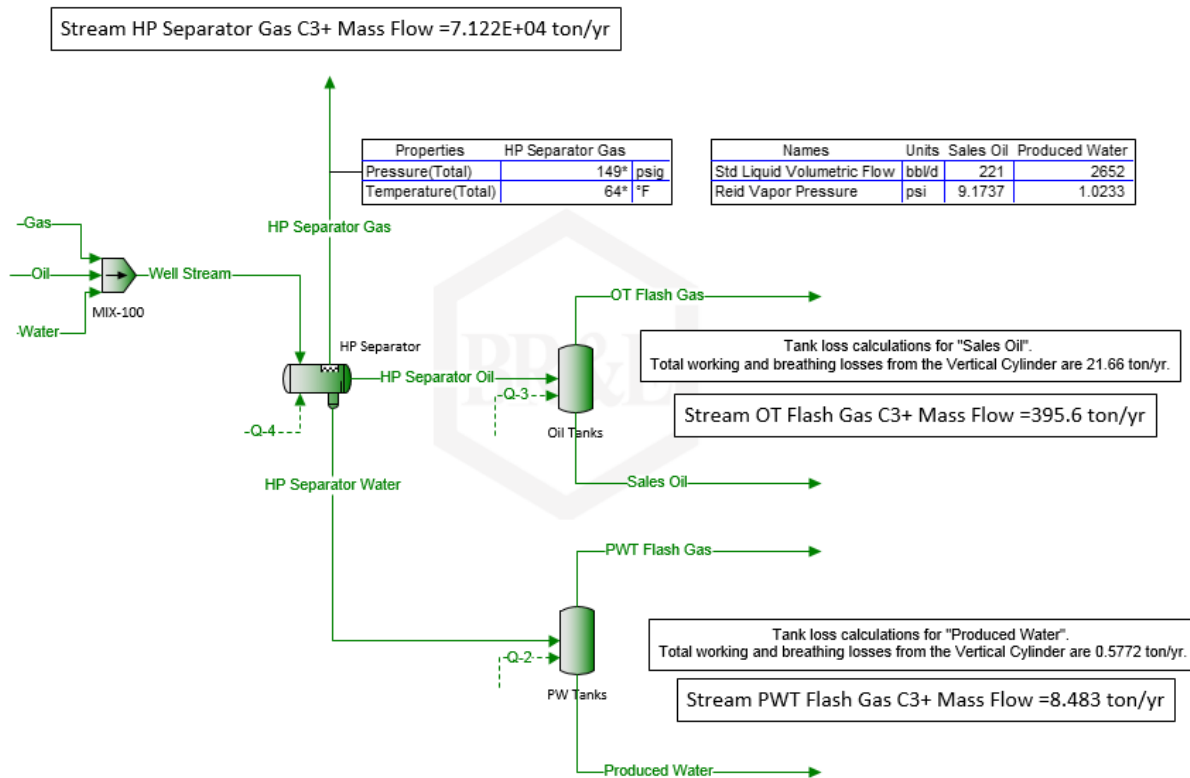 Stream HP Separator Gas C3+ Mass Flow =7.122E+04 ton/yr
Properties HP Separator Gas
Pressure(Total) 149* psig
Temperature(Total) 64* °F
Names Units Sales Oil Produced Water
Std Liquid Volumetric Flow bbl/d 221 2652
Reid Vapor Pressure psi 9.1737 1.0233
Gas
HP Separator Gas
Oil
Well Stream
MIX-100
Water
OT Flash Gas
HP Separator
BR&E
Tank loss calculations for "Sales Oil".
Total working and breathing losses from the Vertical Cylinder are 21.66 ton/yr.
HP Separator Oil
Q-3
Stream OT Flash Gas C3+ Mass Flow =395.6 ton/yr
Q-4
Oil Tanks
HP Separator Water
Sales Oil
PWT Flash Gas
Tank loss calculations for "Produced Water".
Total working and breathing losses from the Vertical Cylinder are 0.5772 ton/yr.
Q-2
PW Tanks
Stream PWT Flash Gas C3+ Mass Flow =8.483 ton/yr
Produced Water